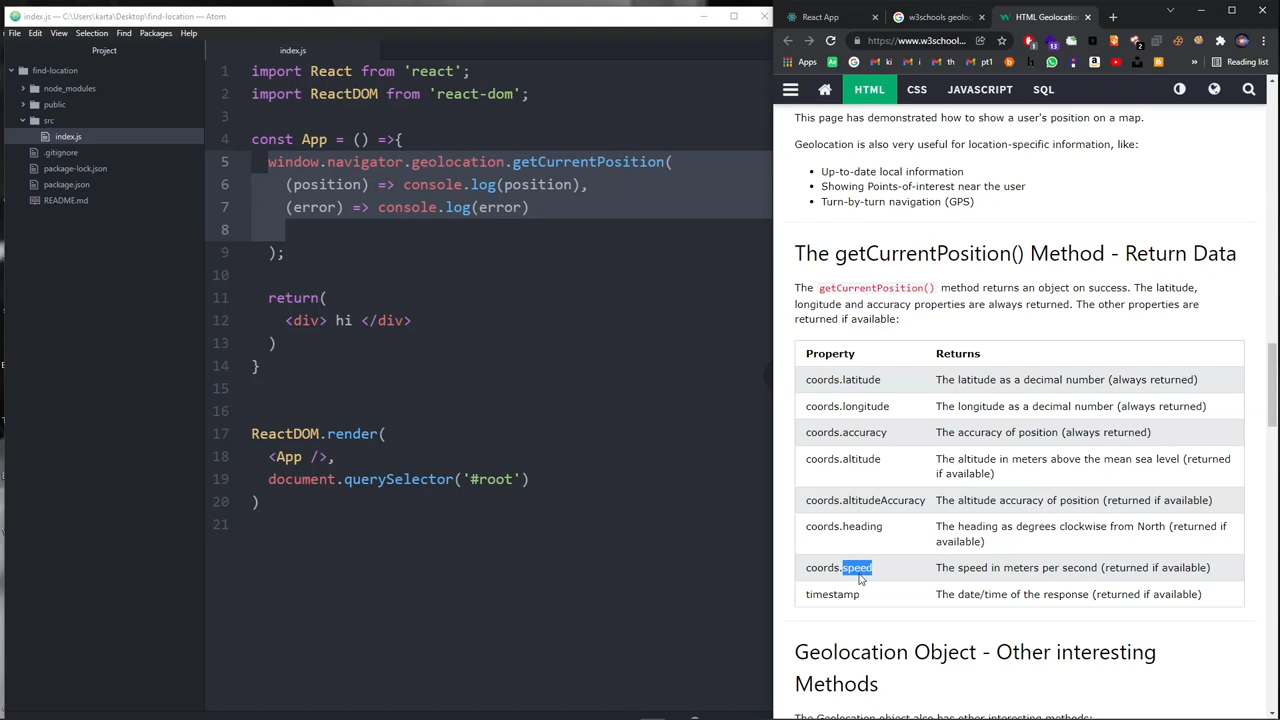 index.js — C:\Users\karta\Desktop\find-location — Atom
File Edit View Selection Find Packages Help
Project
find-location
node_modules
public
src
index.js
.gitignore
package-lock.json
package.json
README.md
index.js
1 import React from 'react';
2 import ReactDOM from 'react-dom';
3
4 const App = () =>{
5 window.navigator.geolocation.getCurrentPosition(
6 (position) => console.log(position),
7 (error) => console.log(error)
8
9 );
10
11 return(
12 <div> hi </div>
13 )
14 }
15
16
17 ReactDOM.render(
18 <App />,
19 document.querySelector('#root')
20 )
21
React App
w3schools geoloc
HTML Geolocation
https://www.w3school...
Apps
ki
i
th
pt1
b
Reading list
HTML CSS JAVASCRIPT SQL
This page has demonstrated how to show a user's position on a map.
Geolocation is also very useful for location-specific information, like:
• Up-to-date local information
• Showing Points-of-interest near the user
• Turn-by-turn navigation (GPS)
The getCurrentPosition() Method - Return Data
The getCurrentPosition() method returns an object on success. The latitude,
longitude and accuracy properties are always returned. The other properties are
returned if available:
Property Returns
coords.latitude The latitude as a decimal number (always returned)
coords.longitude The longitude as a decimal number (always returned)
coords.accuracy The accuracy of position (always returned)
coords.altitude The altitude in meters above the mean sea level (returned
if available)
coords.altitudeAccuracy The altitude accuracy of position (returned if available)
coords.heading The heading as degrees clockwise from North (returned if
available)
coords.speed The speed in meters per second (returned if available)
timestamp The date/time of the response (returned if available)
Geolocation Object - Other interesting
Methods